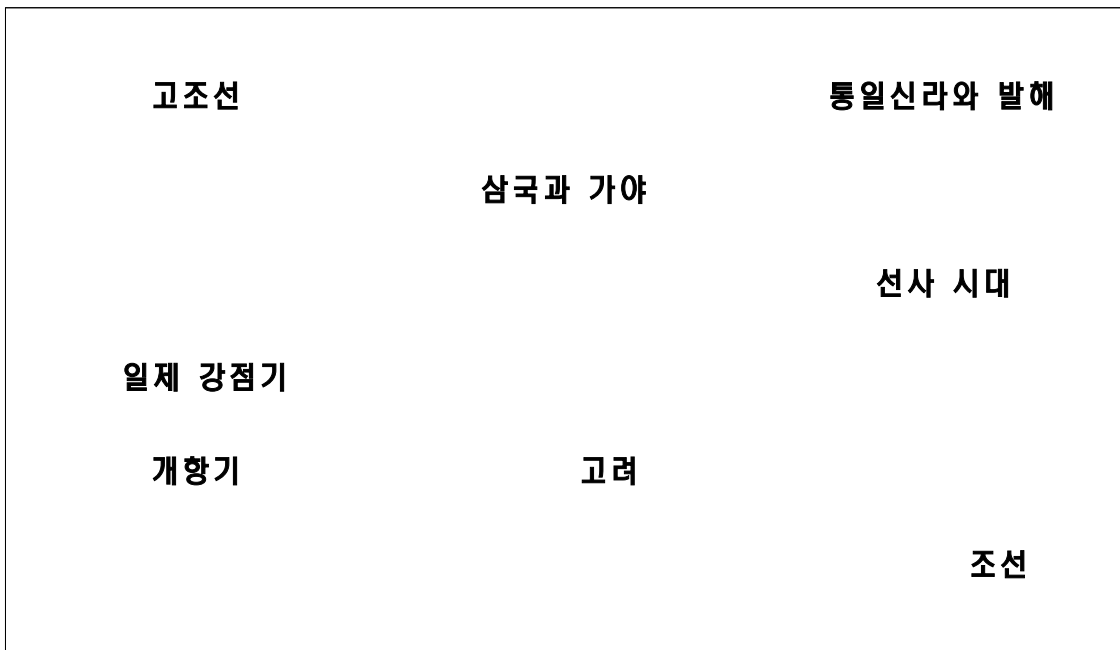 고조선 통일신라와 발해
삼국과 가야
선사 시대
일제 강점기
개항기 고려
조선